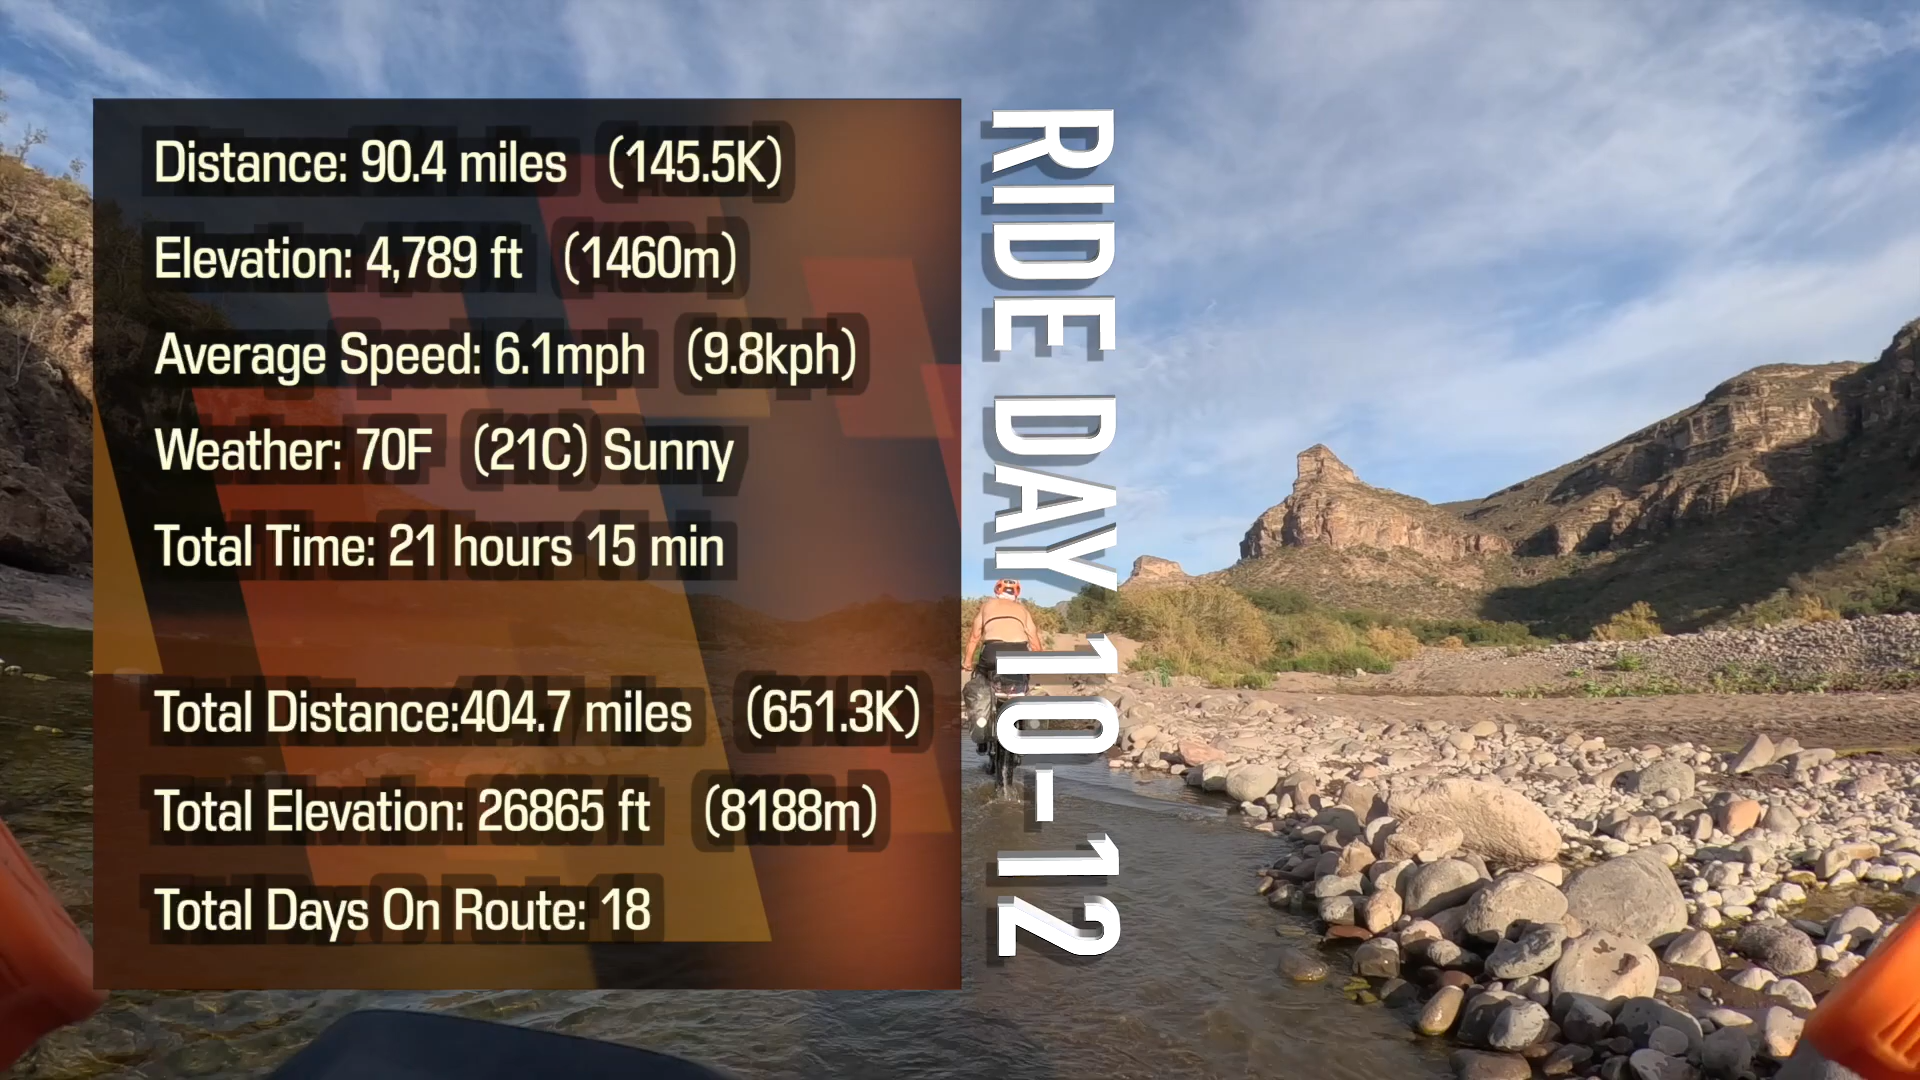 Distance: 90.4 miles (145.5K)
Elevation: 4,789 ft (1460m)
Average Speed: 6.1mph (9.8kph)
Weather: 70F (21C) Sunny
Total Time: 21 hours 15 min
Total Distance:404.7 miles (651.3K)
Total Elevation: 26865 ft (8188m)
Total Days On Route: 18
RIDE DAY 10-12